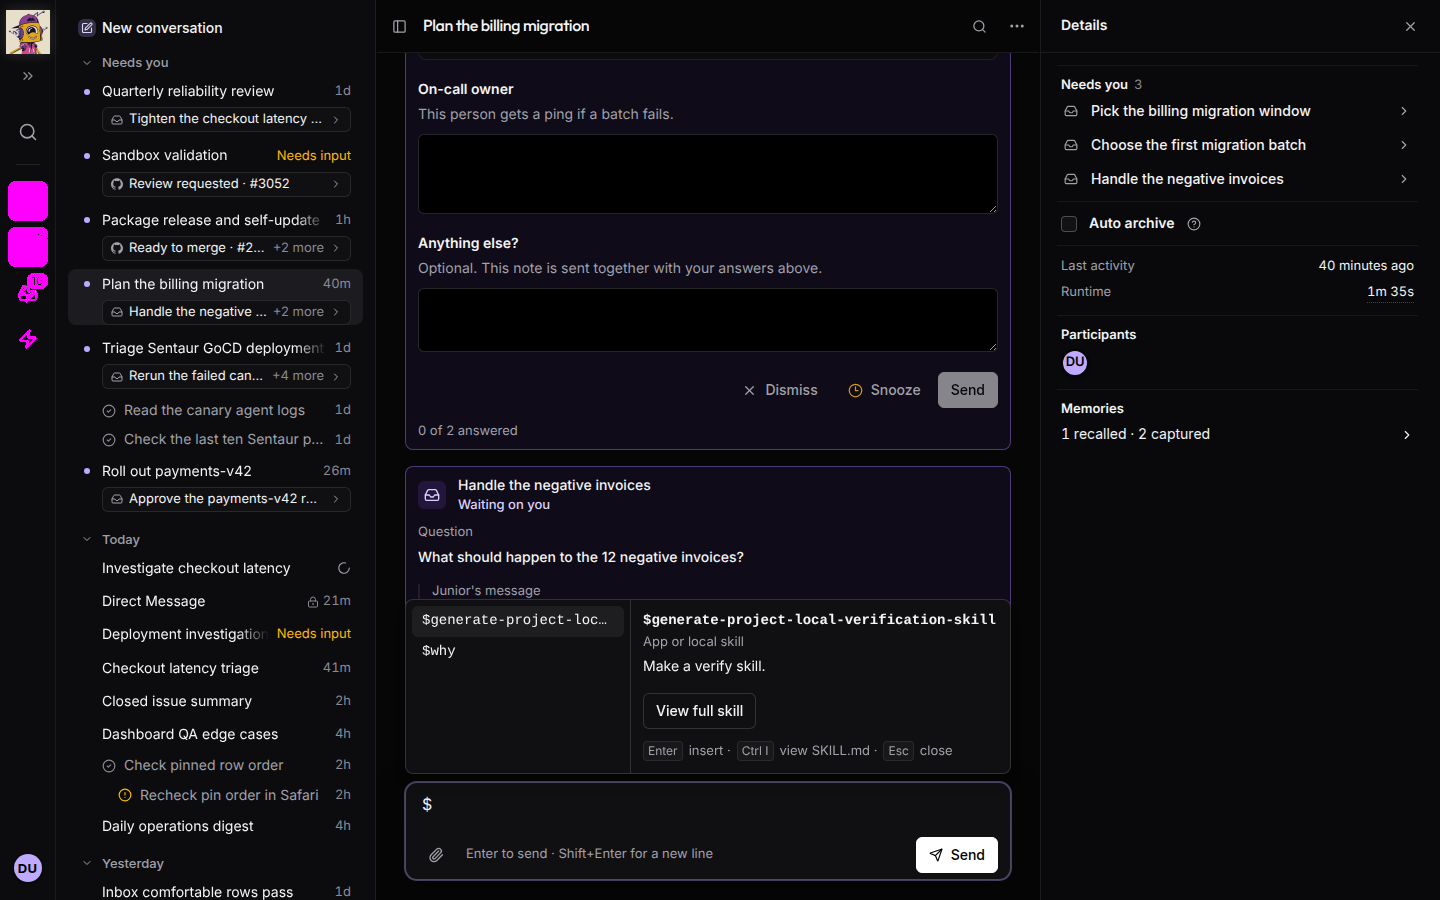 New conversation
Needs you
Quarterly reliability review 1d
Tighten the checkout latency ...
Sandbox validation Needs input
Review requested · #3052
Package release and self-update 1h
Ready to merge · #2... +2 more
Plan the billing migration 40m
Handle the negative ... +2 more
Triage Sentaur GoCD deployment 1d
Rerun the failed can... +4 more
Read the canary agent logs 1d
Check the last ten Sentaur p... 1d
Roll out payments-v42 26m
Approve the payments-v42 r...
Today
Investigate checkout latency
Direct Message 21m
Deployment investigation Needs input
Checkout latency triage 41m
Closed issue summary 2h
Dashboard QA edge cases 4h
Check pinned row order 2h
Recheck pin order in Safari 2h
Daily operations digest 4h
Yesterday
Inbox comfortable rows pass 1d
DU
Plan the billing migration
On-call owner
This person gets a ping if a batch fails.
Anything else?
Optional. This note is sent together with your answers above.
Dismiss Snooze Send
0 of 2 answered
Handle the negative invoices
Waiting on you
Question
What should happen to the 12 negative invoices?
Junior's message
$generate-project-loc...
$why
$generate-project-local-verification-skill
App or local skill
Make a verify skill.
View full skill
Enter insert · Ctrl I view SKILL.md · Esc close
$
Enter to send · Shift+Enter for a new line
Send
Details
Needs you 3
Pick the billing migration window
Choose the first migration batch
Handle the negative invoices
Auto archive
Last activity 40 minutes ago
Runtime 1m 35s
Participants
DU
Memories
1 recalled · 2 captured